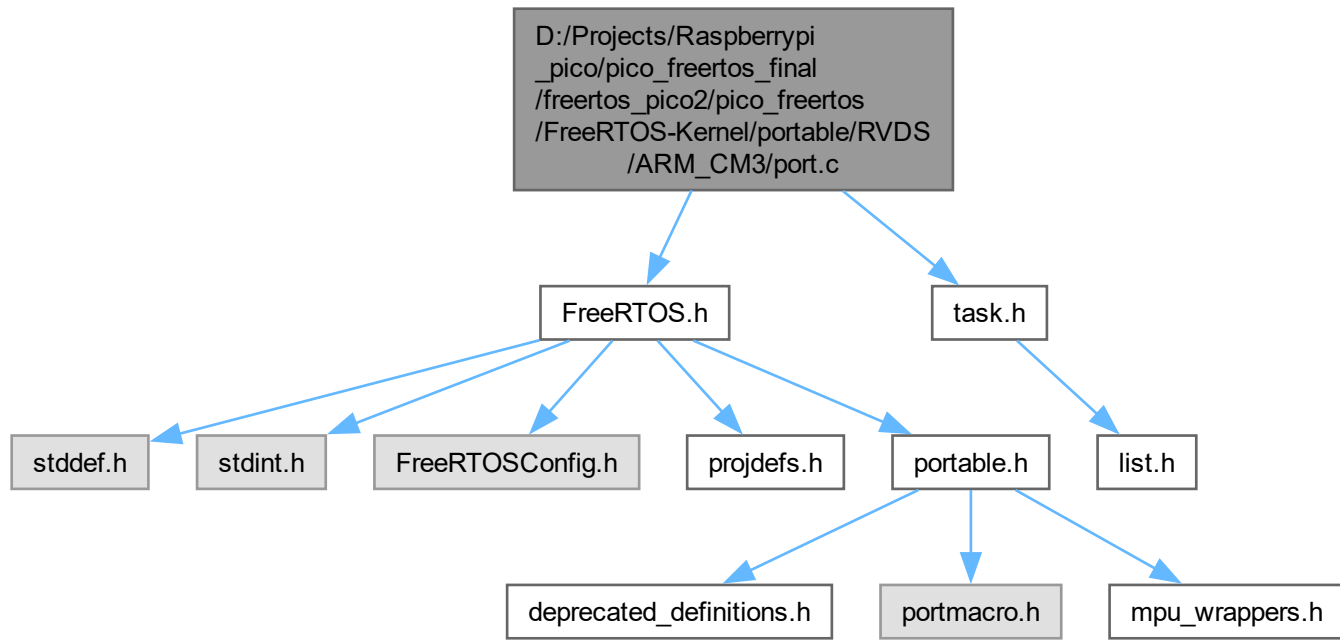 D:/Projects/Raspberrypi
_pico/pico_freertos_final
/freertos_pico2/pico_freertos
/FreeRTOS-Kernel/portable/RVDS
/ARM_CM3/port.c
FreeRTOS.h
task.h
stddef.h
stdint.h
FreeRTOSConfig.h
projdefs.h
portable.h
list.h
deprecated_definitions.h
portmacro.h
mpu_wrappers.h